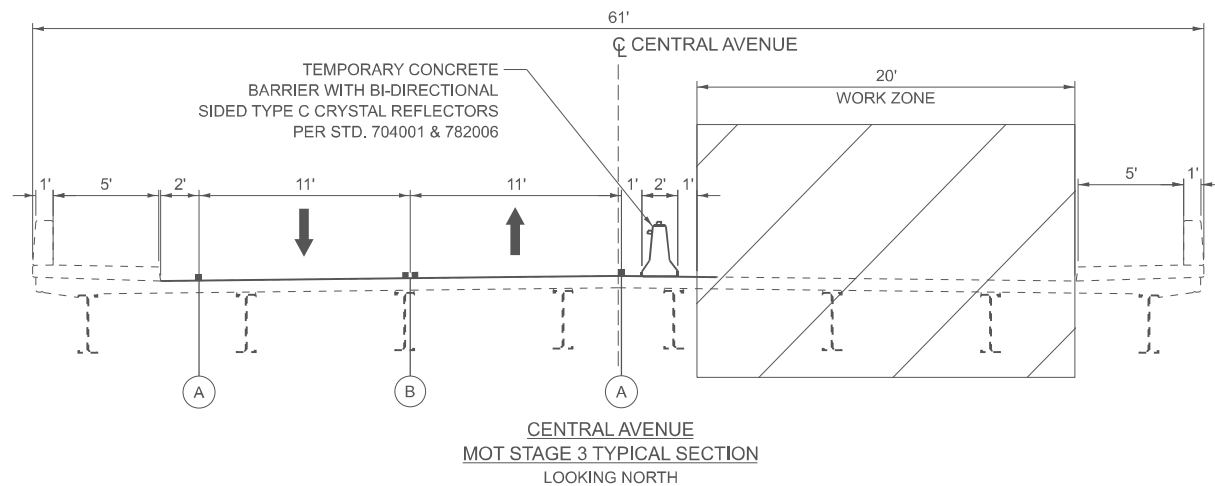 61'
℄ CENTRAL AVENUE
TEMPORARY CONCRETE
BARRIER WITH BI-DIRECTIONAL
SIDED TYPE C CRYSTAL REFLECTORS
PER STD. 704001 & 782006
20'
WORK ZONE
1' 5' 2' 11' 11' 1' 2' 1' 5' 1'
A B A
CENTRAL AVENUE
MOT STAGE 3 TYPICAL SECTION
LOOKING NORTH